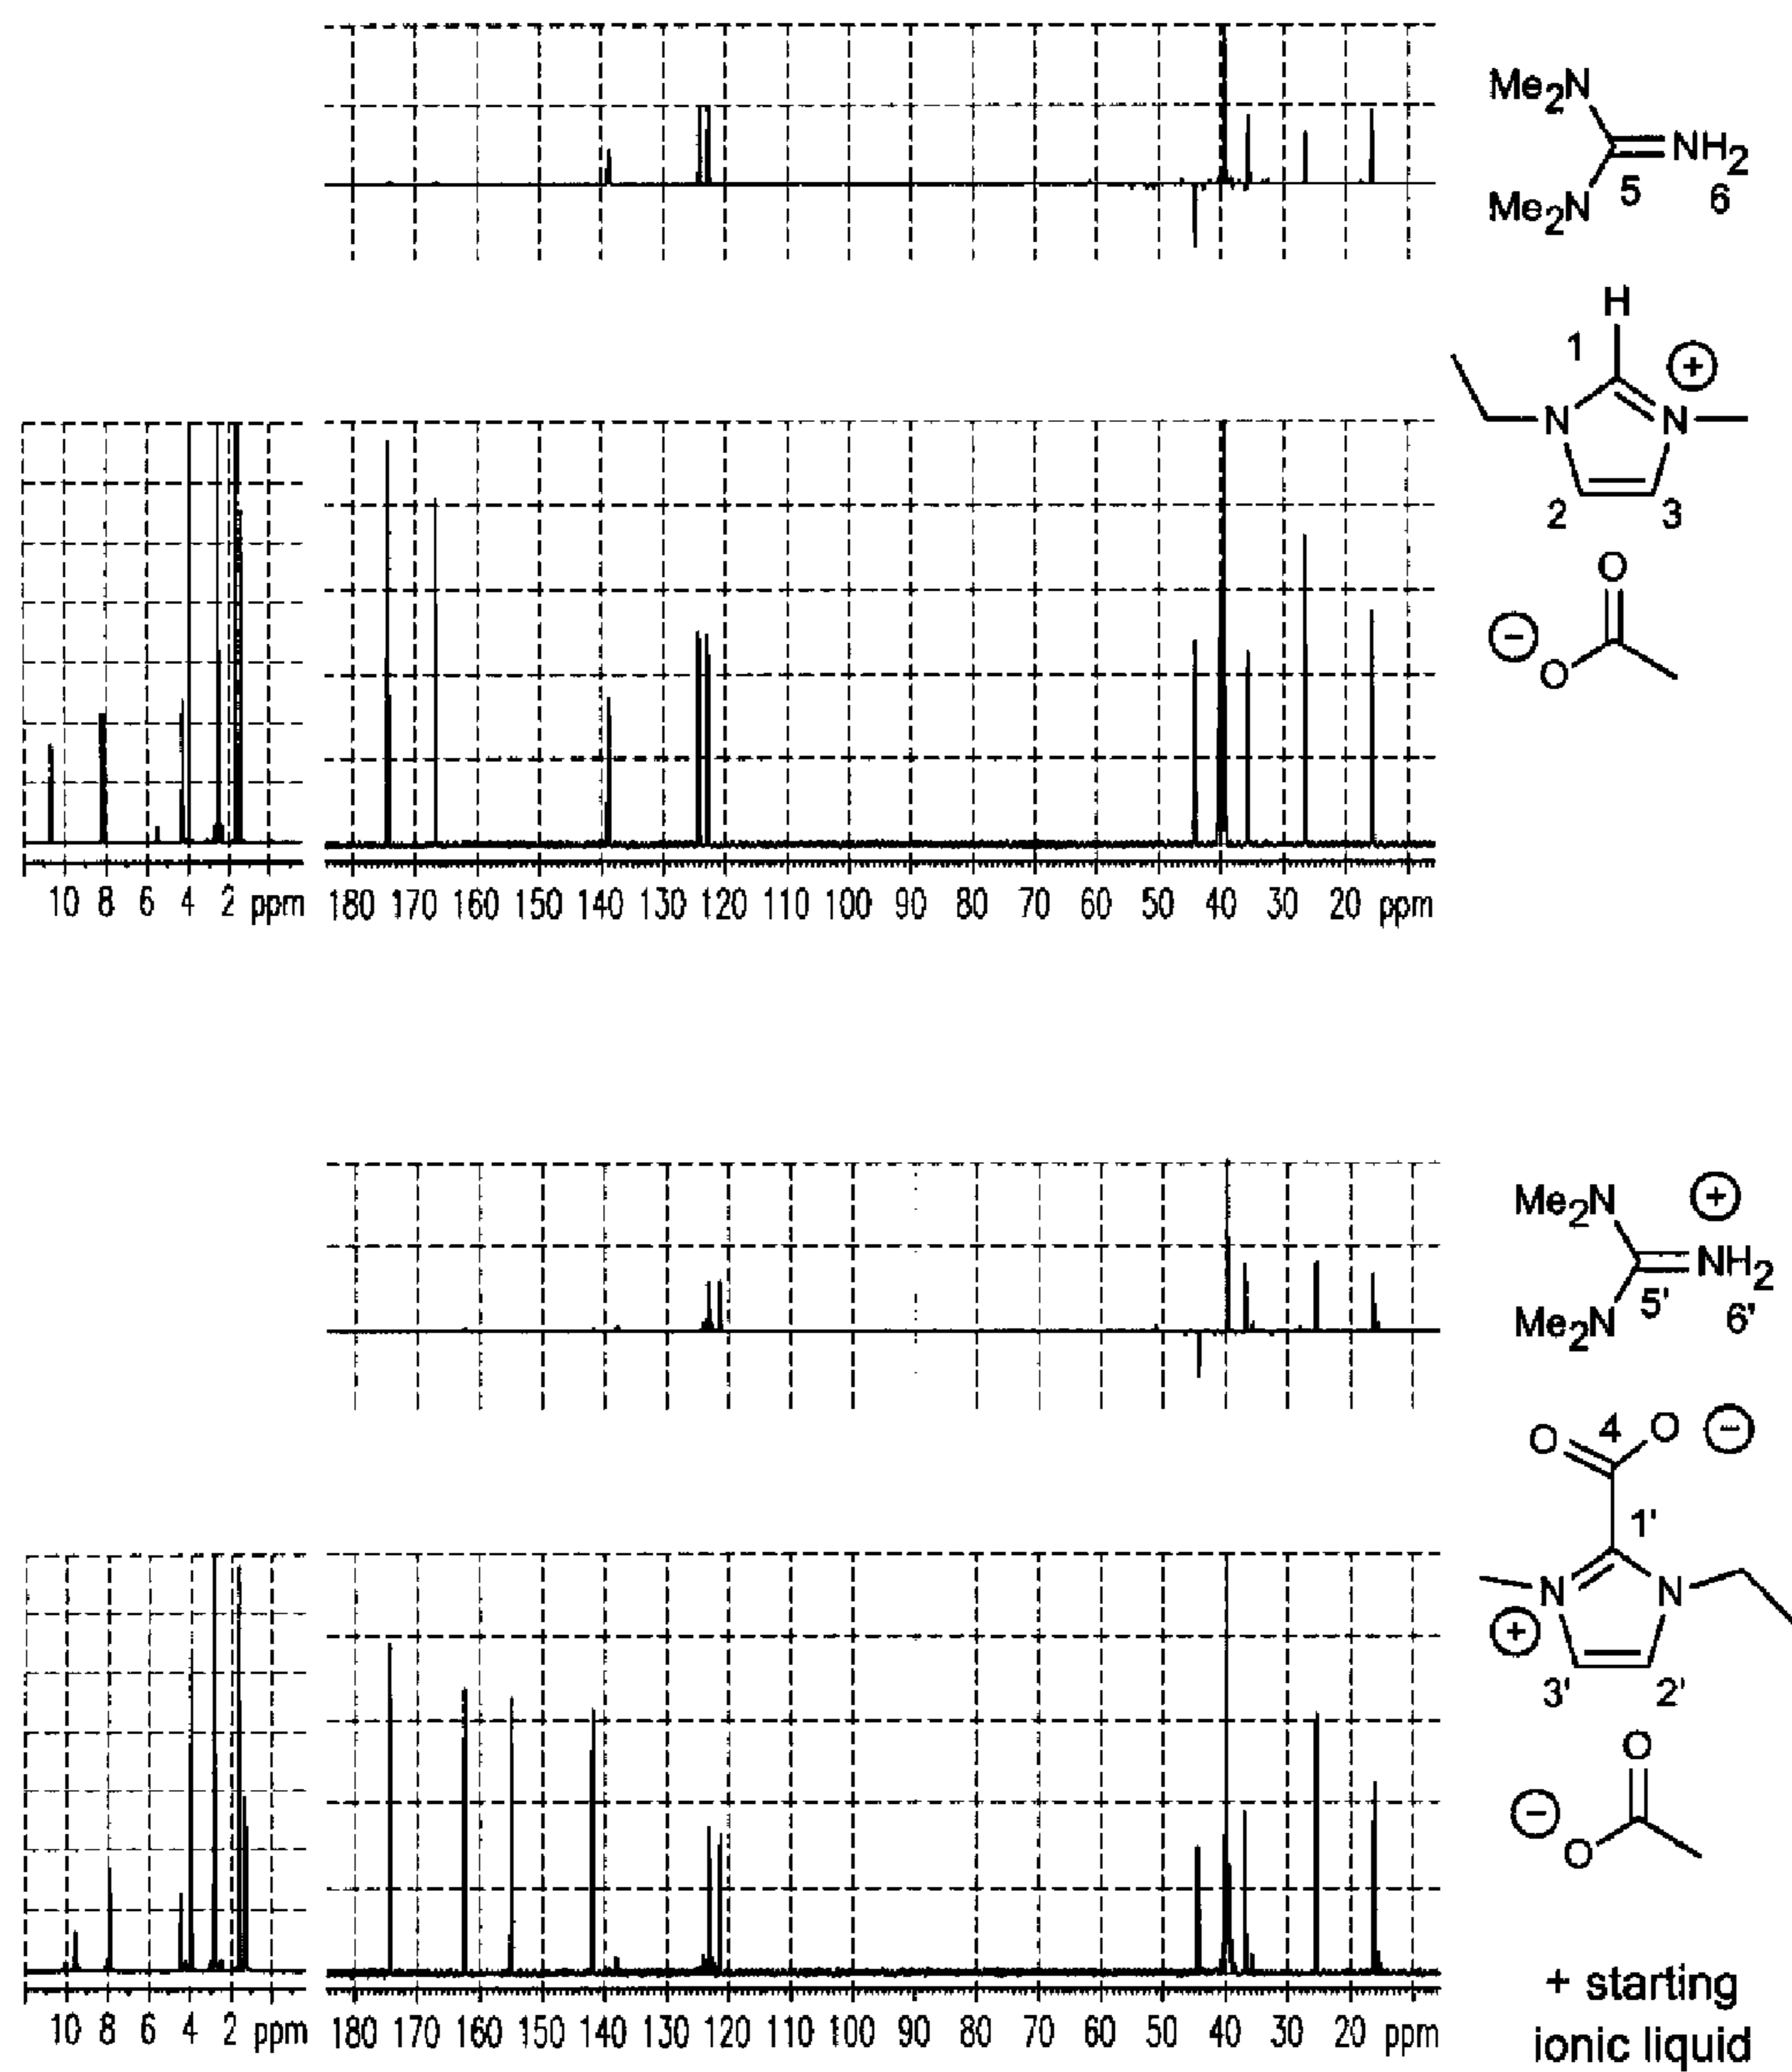 Me2N
NH2
5
6
Me2N
H
1
+
N
N
2
3
O
−
O
10 8 6 4 2 ppm
180 170 160 150 140 130 120 110 100 90 80 70 60 50 40 30 20 ppm
Me2N
+
NH2
5'
6'
Me2N
O
4
O
−
1'
N
N
+
3'
2'
O
−
O
+ starting
ionic liquid
10 8 6 4 2 ppm
180 170 160 150 140 130 120 110 100 90 80 70 60 50 40 30 20 ppm